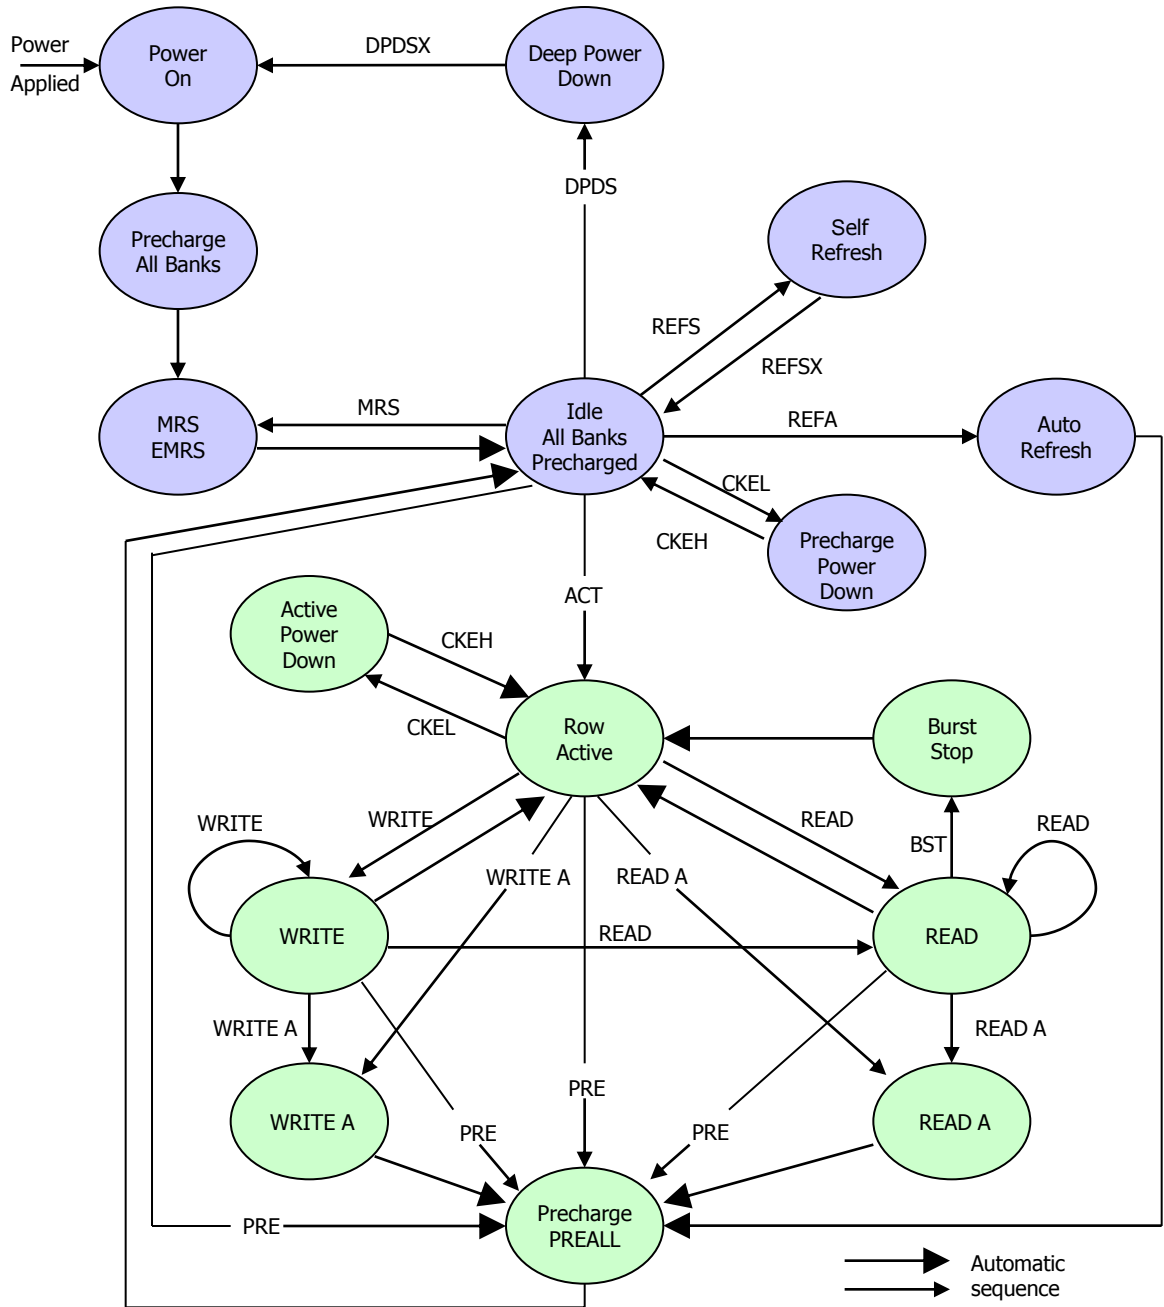 Power
Applied
Power
On
DPDSX
Deep Power
Down
DPDS
Precharge
All Banks
Self
Refresh
REFS
REFSX
MRS
EMRS
MRS
Idle
All Banks
Precharged
REFA
Auto
Refresh
CKEL
CKEH
Precharge
Power
Down
ACT
Active
Power
Down
CKEH
CKEL
Row
Active
Burst
Stop
WRITE
WRITE
READ
BST
READ
WRITE A
READ A
WRITE
READ
READ
WRITE A
READ A
WRITE A
PRE
PRE
PRE
READ A
PRE
Precharge
PREALL
Automatic
sequence